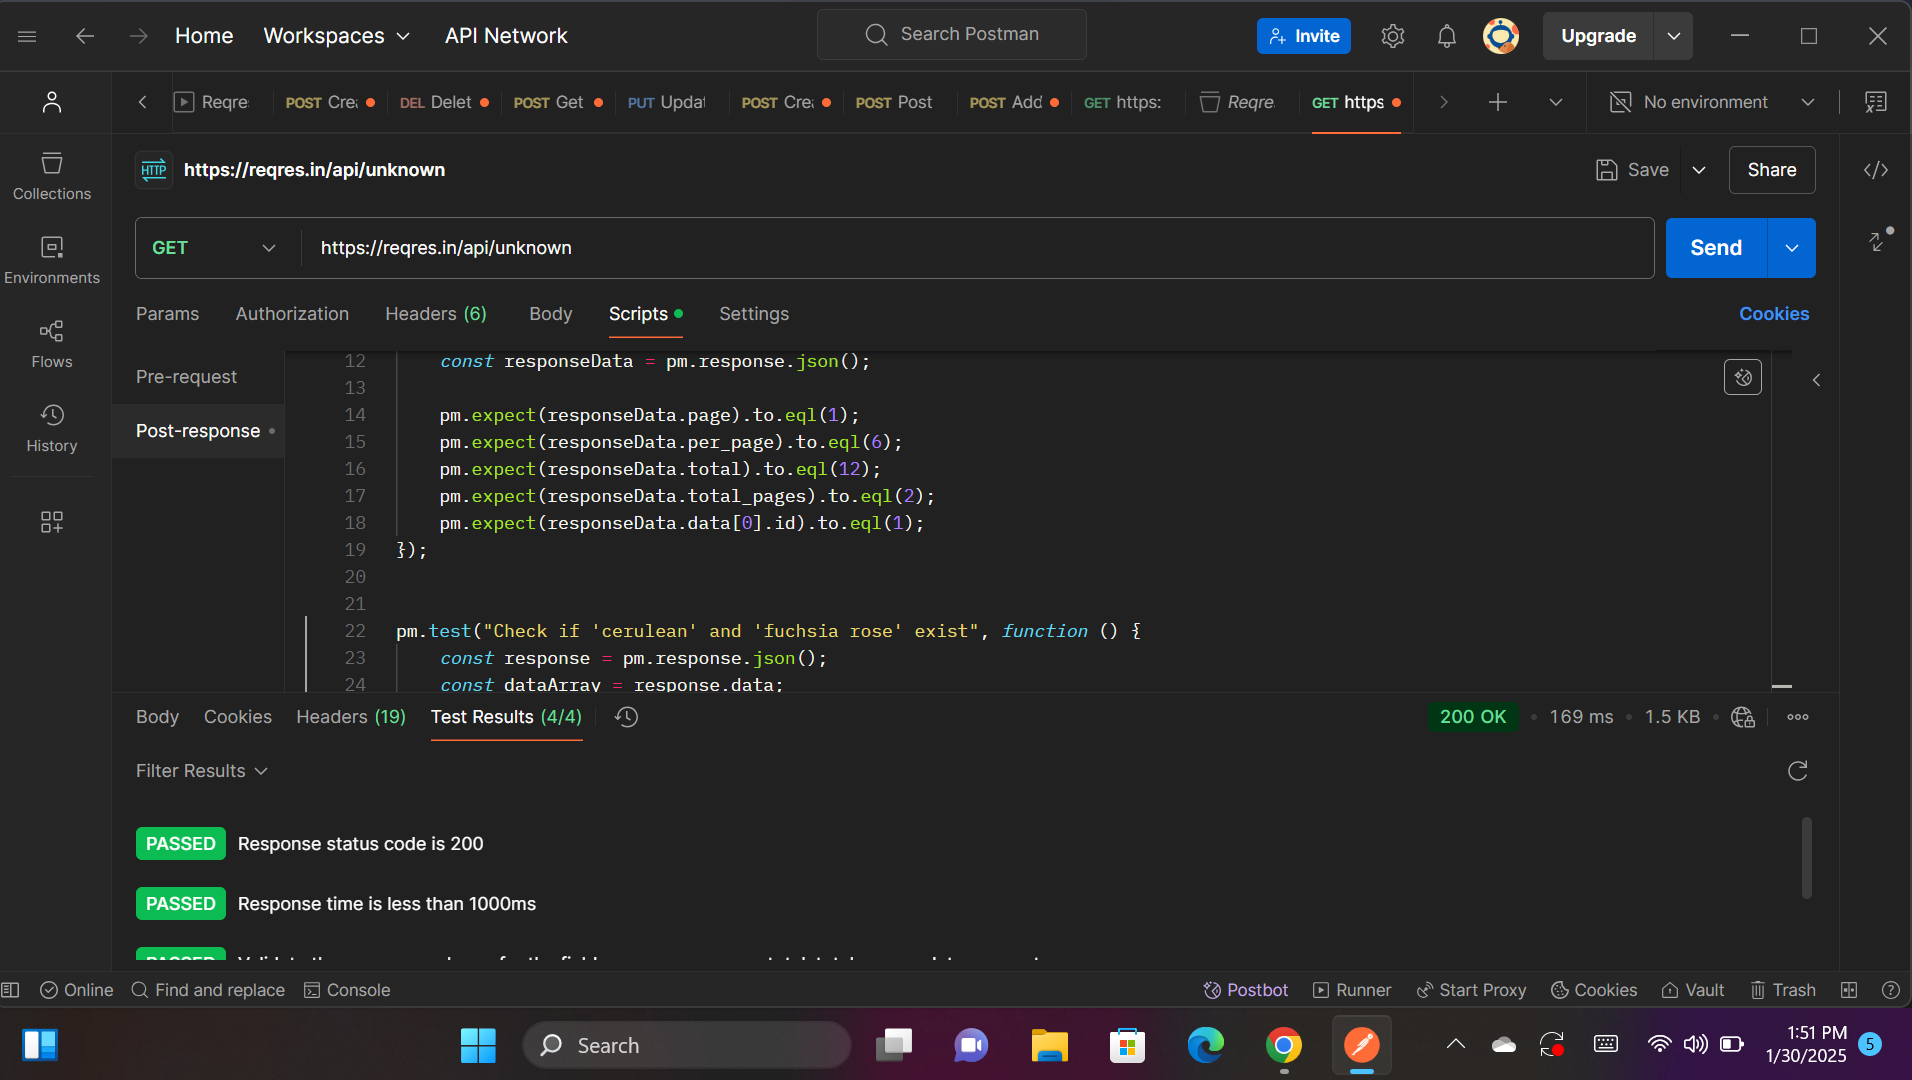 Home Workspaces API Network Search Postman Invite Upgrade
Reqre POST Cre DEL Delet POST Get PUT Updat POST Cre POST Post POST Add GET https: Reqre GET https No environment
HTTP https://reqres.in/api/unknown Save Share
Collections
GET https://reqres.in/api/unknown Send
Environments
Params Authorization Headers (6) Body Scripts Settings Cookies
Flows
History
Pre-request
Post-response
12 const responseData = pm.response.json();
13
14 pm.expect(responseData.page).to.eql(1);
15 pm.expect(responseData.per_page).to.eql(6);
16 pm.expect(responseData.total).to.eql(12);
17 pm.expect(responseData.total_pages).to.eql(2);
18 pm.expect(responseData.data[0].id).to.eql(1);
19 });
20
21
22 pm.test("Check if 'cerulean' and 'fuchsia rose' exist", function () {
23 const response = pm.response.json();
24 const dataArray = response.data;
Body Cookies Headers (19) Test Results (4/4) 200 OK 169 ms 1.5 KB
Filter Results
PASSED Response status code is 200
PASSED Response time is less than 1000ms
PASSED
Online Find and replace Console Postbot Runner Start Proxy Cookies Vault Trash
Search
1:51 PM
1/30/2025 5